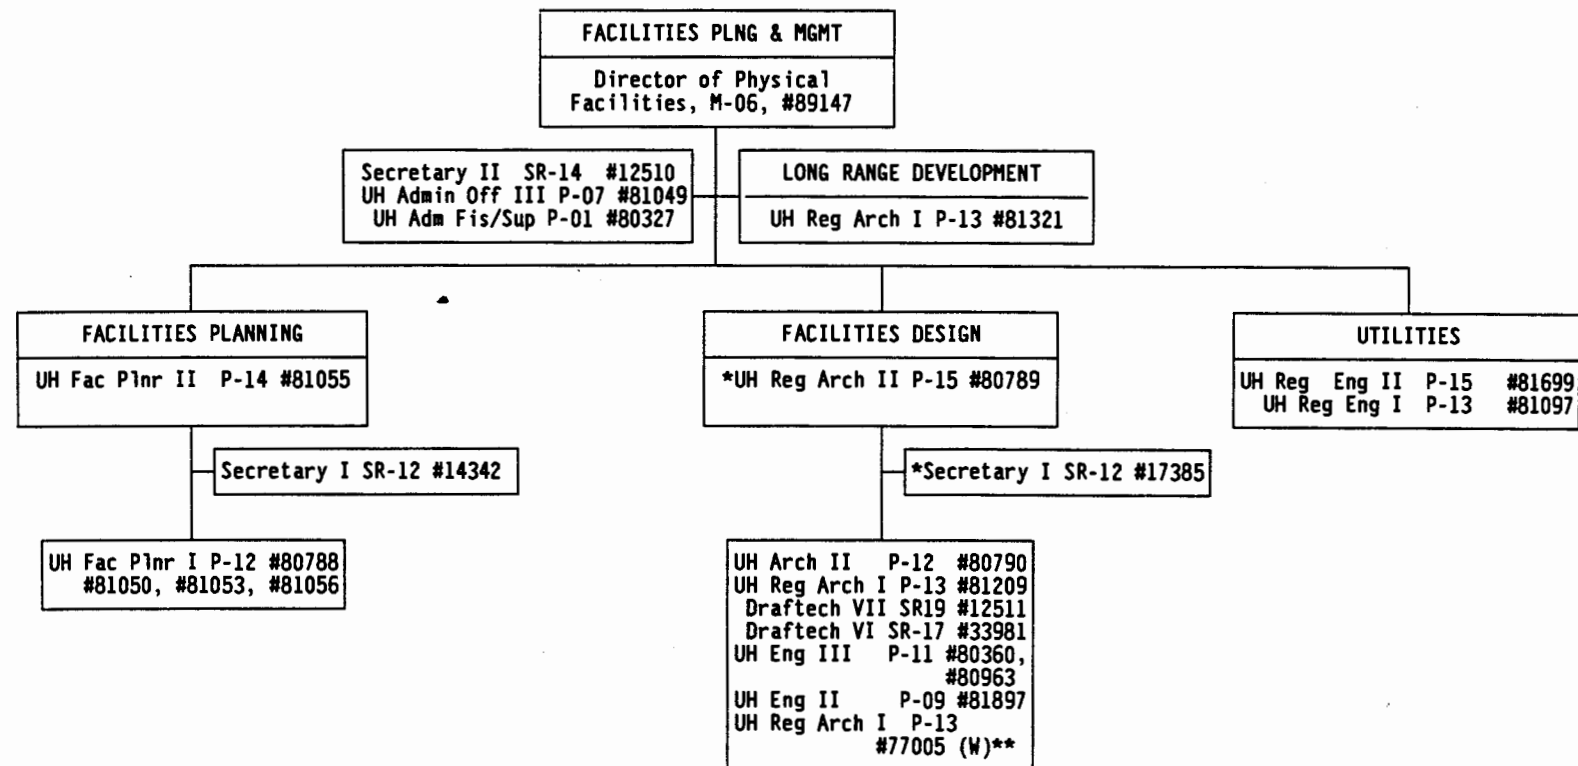 FACILITIES PLNG & MGMT
Director of Physical
Facilities, M-06, #89147
Secretary II SR-14 #12510
UH Admin Off III P-07 #81049
UH Adm Fis/Sup P-01 #80327
LONG RANGE DEVELOPMENT
UH Reg Arch I P-13 #81321
FACILITIES PLANNING
UH Fac Plnr II P-14 #81055
FACILITIES DESIGN
*UH Reg Arch II P-15 #80789
UTILITIES
UH Reg Eng II P-15 #81699
UH Reg Eng I P-13 #81097
Secretary I SR-12 #14342
*Secretary I SR-12 #17385
UH Fac Plnr I P-12 #80788
#81050, #81053, #81056
UH Arch II P-12 #80790
UH Reg Arch I P-13 #81209
Draftech VII SR19 #12511
Draftech VI SR-17 #33981
UH Eng III P-11 #80360,
#80963
UH Eng II P-09 #81897
UH Reg Arch I P-13
#77005 (W)**